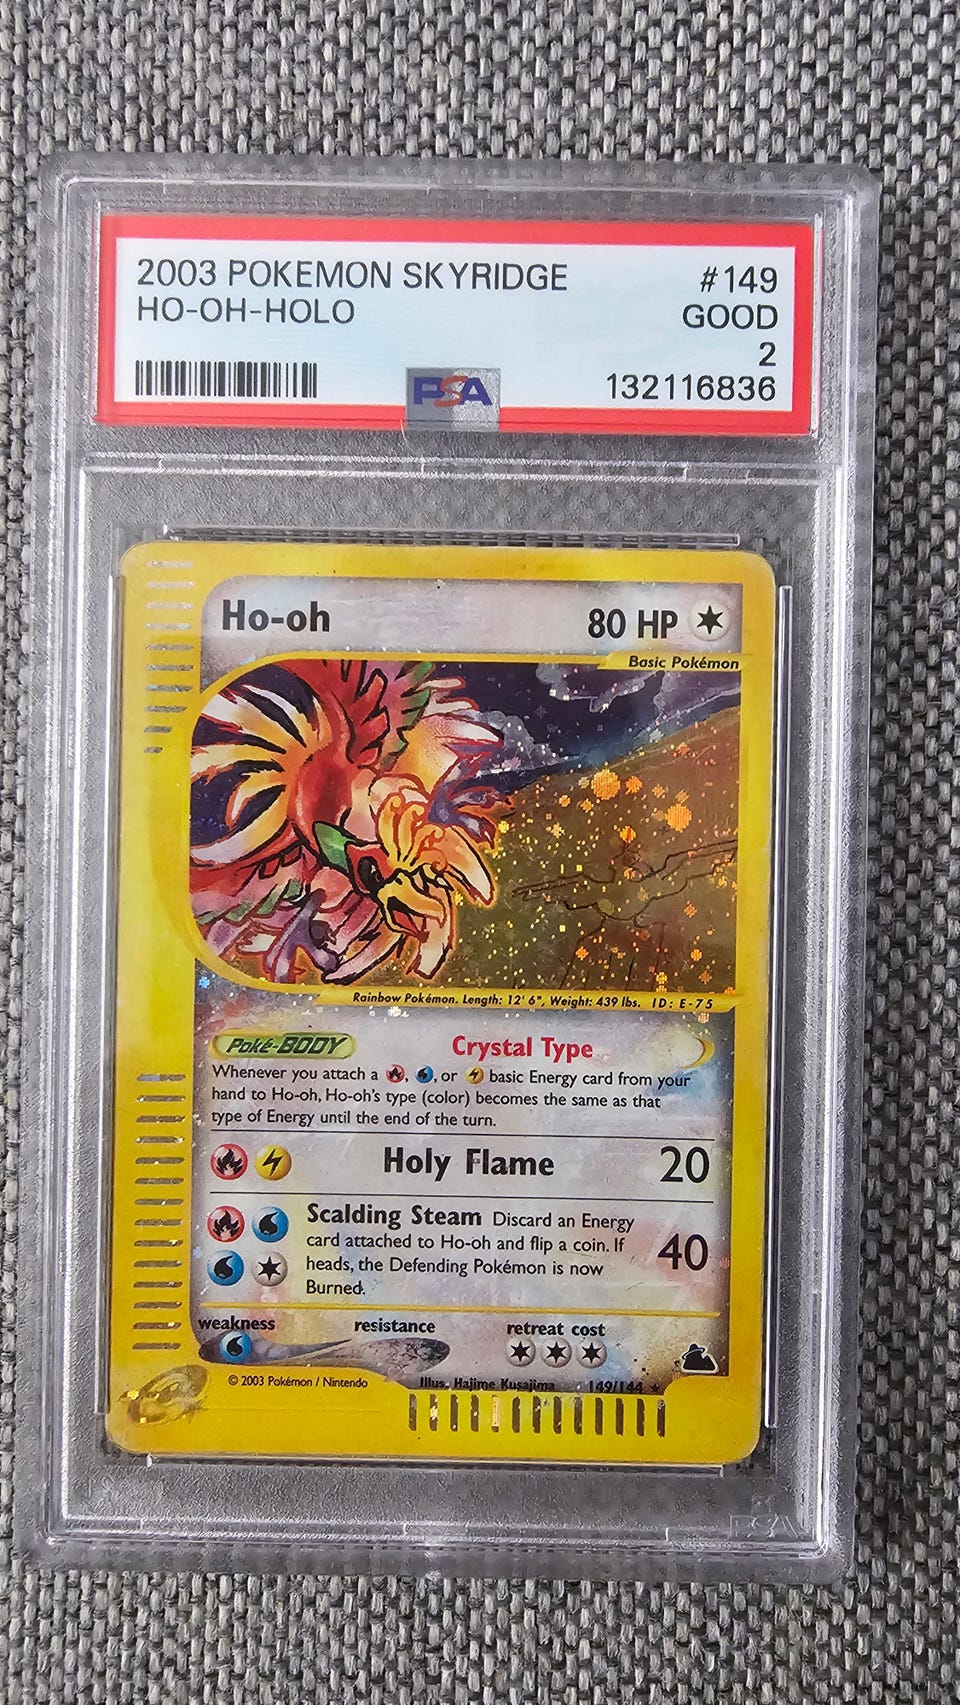 2003 POKEMON SKYRIDGE #149
HO-OH-HOLO GOOD
2
PSA 132116836
Ho-oh 80 HP
Basic Pokémon
Rainbow Pokémon. Length: 12' 6", Weight: 439 lbs. ID: E-75
Poké-BODY Crystal Type
Whenever you attach a , , or basic Energy card from your
hand to Ho-oh, Ho-oh's type (color) becomes the same as that
type of Energy until the end of the turn.
Holy Flame 20
Scalding Steam Discard an Energy
card attached to Ho-oh and flip a coin. If 40
heads, the Defending Pokémon is now
Burned.
weakness resistance retreat cost
© 2003 Pokémon / Nintendo Illus. Hajime Kusajima 149/144 ★
PSA